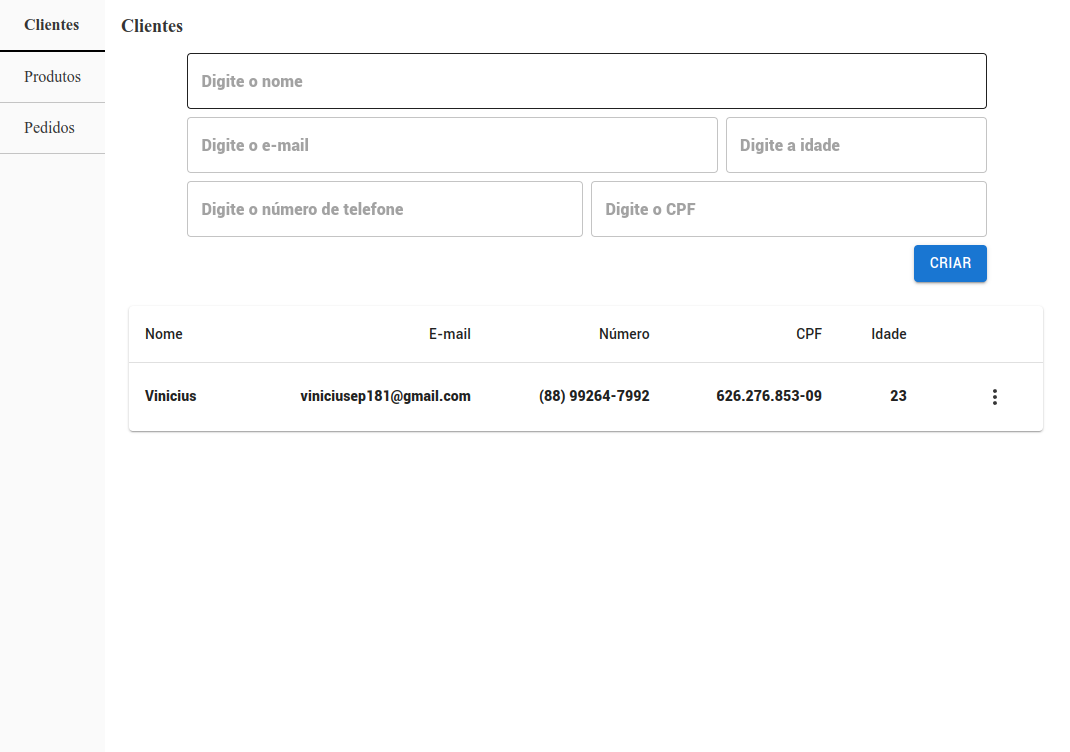 Clientes
Produtos
Pedidos
Clientes
Digite o nome
Digite o e-mail Digite a idade
Digite o número de telefone Digite o CPF
CRIAR
Nome E-mail Número CPF Idade
Vinicius viniciusep181@gmail.com (88) 99264-7992 626.276.853-09 23